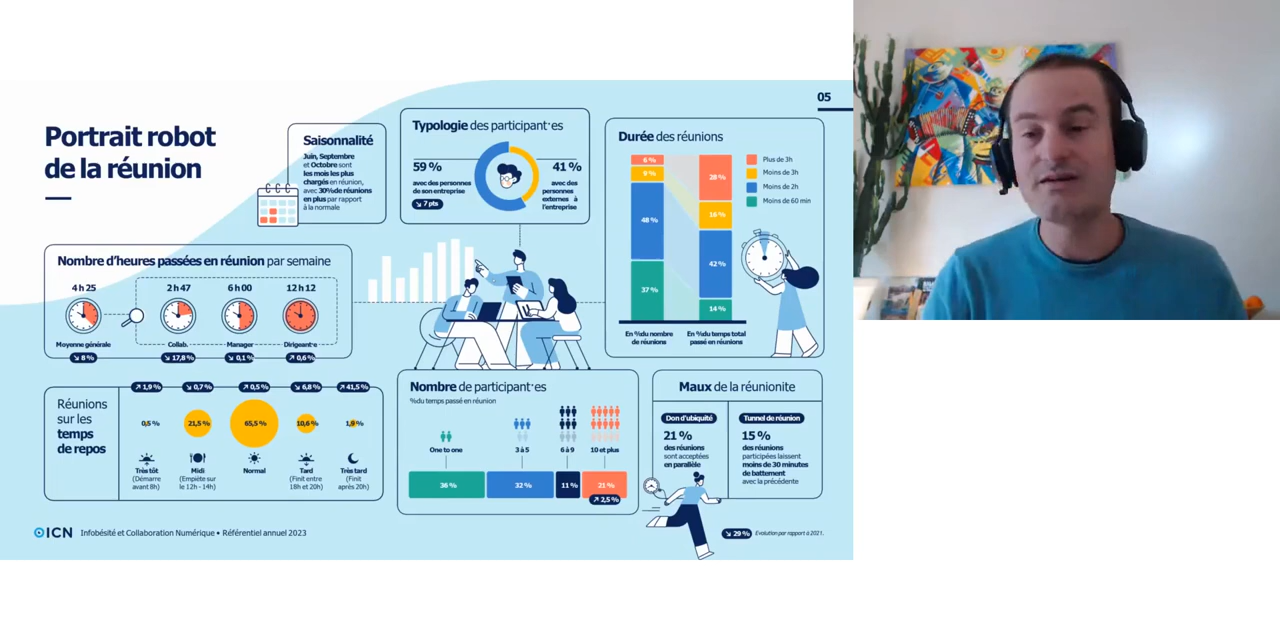 05
Portrait robot
de la réunion
Saisonnalité
Juin, Septembre
et Octobre sont
les mois les plus
chargés en réunion,
avec 30%de réunions
en plus par rapport
à la normale
Typologie des participant·es
59 %
avec des personnes
de son entreprise
↘ 7 pts
41 %
avec des
personnes
externes à
l'entreprise
Durée des réunions
6 %
9 %
48 %
37 %
28 %
16 %
42 %
14 %
Plus de 3h
Moins de 3h
Moins de 2h
Moins de 60 min
En %du nombre
de réunions
En %du temps total
passé en réunions
Nombre d'heures passées en réunion par semaine
4 h 25
2 h 47
6 h 00
12 h 12
Moyenne générale
Collab.
Manager
Dirigeant·e
↘ 8 %
↘ 17,8 %
↘ 0,1 %
↗ 0,6 %
Réunions
sur les
temps
de repos
↗ 1,9 %
↘ 0,7 %
↗ 0,5 %
↘ 6,8 %
↗ 41,5 %
0,5 %
21,5 %
65,5 %
10,6 %
1,9 %
Très tôt
(Démarre
avant 8h)
Midi
(Empiète sur
le 12h - 14h)
Normal
Tard
(Finit entre
18h et 20h)
Très tard
(Finit
après 20h)
Nombre de participant·es
%du temps passé en réunion
One to one
3 à 5
6 à 9
10 et plus
36 %
32 %
11 %
21 %
↗ 2,5 %
Maux de la réunionite
Don d'ubiquité
21 %
des réunions
sont acceptées
en parallèle
Tunnel de réunion
15 %
des réunions
participées laissent
moins de 30 minutes
de battement
avec la précédente
OICN
Infobésité et Collaboration Numérique • Référentiel annuel 2023
↘ 29 %
Evolution par rapport à 2021.